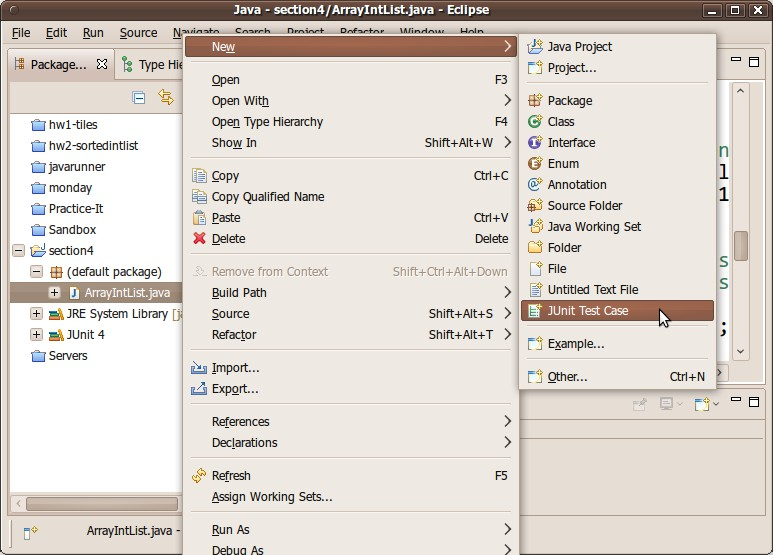 Java - section4/ArrayIntList.java - Eclipse
File Edit Run Source Navigate Search Project Refactor Window Help
Package... Type Hie
hw1-tiles
hw2-sortedintlist
javarunner
monday
Practice-It
Sandbox
section4
(default package)
ArrayIntList.java
JRE System Library [ja
JUnit 4
Servers
ArrayIntList.java -
New
Open F3
Open With
Open Type Hierarchy F4
Show In Shift+Alt+W
Copy Ctrl+C
Copy Qualified Name
Paste Ctrl+V
Delete Delete
Remove from Context Shift+Ctrl+Alt+Down
Build Path
Source Shift+Alt+S
Refactor Shift+Alt+T
Import...
Export...
References
Declarations
Refresh F5
Assign Working Sets...
Run As
Debug As
Java Project
Project...
Package
Class
Interface
Enum
Annotation
Source Folder
Java Working Set
Folder
File
Untitled Text File
JUnit Test Case
Example...
Other... Ctrl+N
n
l
1
s
s
;